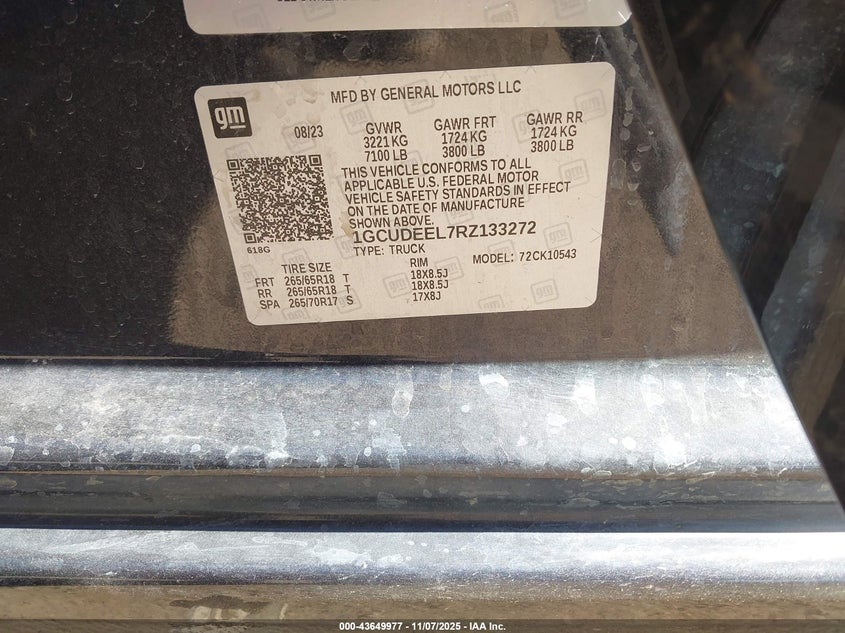 gm
MFD BY GENERAL MOTORS LLC
08/23 GVWR GAWR FRT GAWR RR
3221 KG 1724 KG 1724 KG
7100 LB 3800 LB 3800 LB
THIS VEHICLE CONFORMS TO ALL
APPLICABLE U.S. FEDERAL MOTOR
VEHICLE SAFETY STANDARDS IN EFFECT
ON THE DATE OF MANUFACTURE
SHOWN ABOVE.
618G
1GCUDEEL7RZ133272
TYPE: TRUCK MODEL: 72CK10543
TIRE SIZE RIM
FRT 265/65R18 T 18X8.5J
RR 265/65R18 T 18X8.5J
SPA 265/70R17 S 17X8J
000-43649977 — 11/07/2025 — IAA Inc.